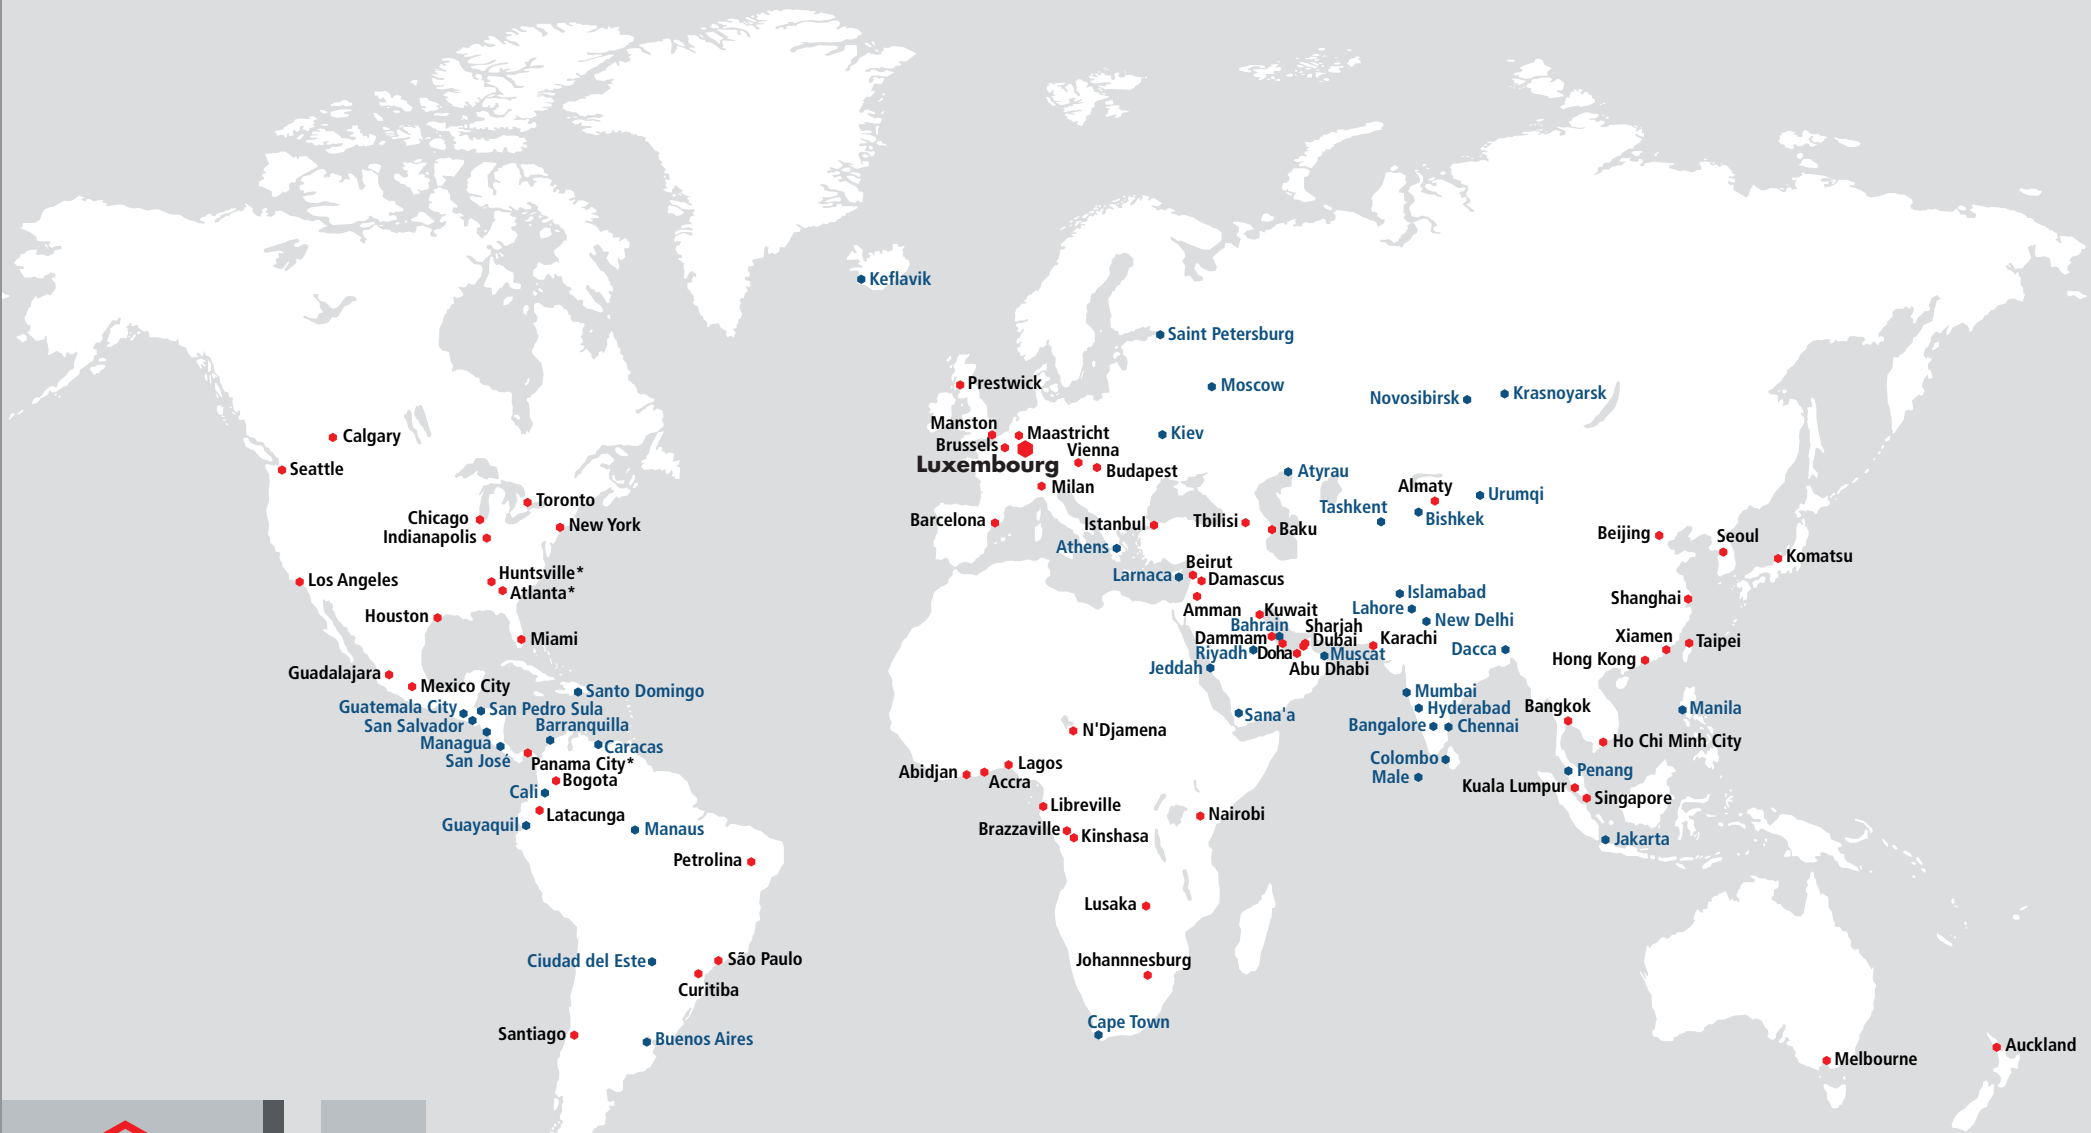 Keflavik
Saint Petersburg
Prestwick
Moscow
Novosibirsk
Krasnoyarsk
Manston
Maastricht
Kiev
Calgary
Brussels
Vienna
Luxembourg
Seattle
Budapest
Atyrau
Milan
Almaty
Urumqi
Toronto
Tashkent
Chicago
New York
Barcelona
Istanbul
Tbilisi
Baku
Bishkek
Indianapolis
Beijing
Seoul
Athens
Komatsu
Beirut
Huntsville*
Larnaca
Damascus
Los Angeles
Atlanta*
Islamabad
Shanghai
Amman
Kuwait
Lahore
Houston
New Delhi
Bahrain
Sharjah
Miami
Dammam
Dubai
Karachi
Xiamen
Taipei
Riyadh
Doha
Muscat
Dacca
Hong Kong
Jeddah
Abu Dhabi
Guadalajara
Mexico City
Santo Domingo
Mumbai
Guatemala City
San Pedro Sula
Hyderabad
Bangkok
Manila
San Salvador
Barranquilla
Sana'a
Bangalore
Chennai
N'Djamena
Managua
Caracas
Ho Chi Minh City
San José
Panama City*
Lagos
Colombo
Abidjan
Accra
Male
Penang
Bogota
Cali
Kuala Lumpur
Singapore
Latacunga
Libreville
Nairobi
Guayaquil
Manaus
Brazzaville
Kinshasa
Jakarta
Petrolina
Lusaka
Ciudad del Este
São Paulo
Johannnesburg
Curitiba
Cape Town
Santiago
Buenos Aires
Auckland
Melbourne